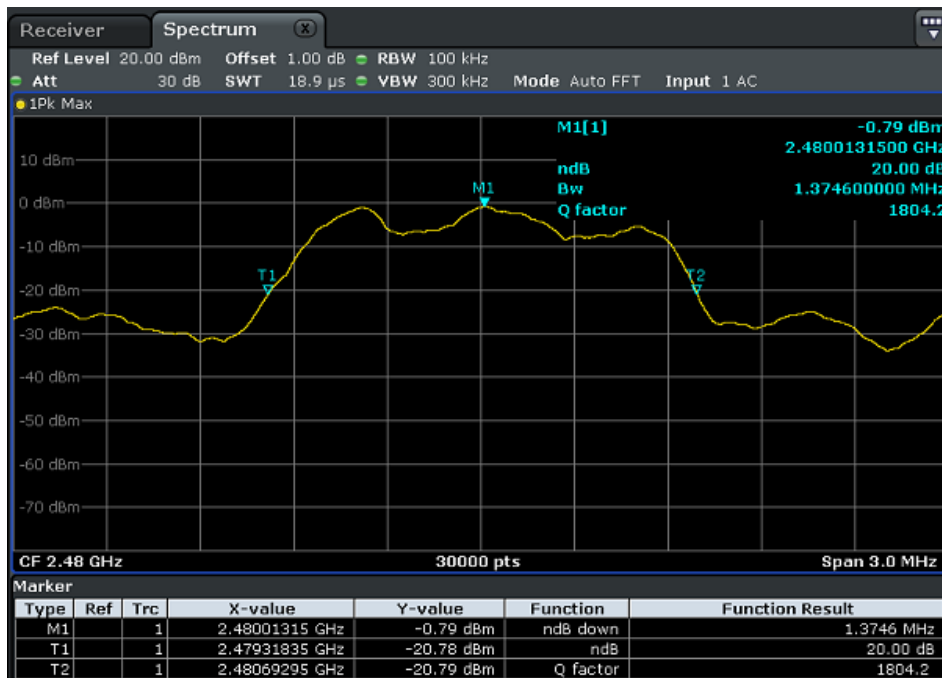 Receiver Spectrum X
Ref Level 20.00 dBm Offset 1.00 dB RBW 100 kHz
Att 30 dB SWT 18.9 µs VBW 300 kHz Mode Auto FFT Input 1 AC
1Pk Max
M1[1] -0.79 dBm
2.4800131500 GHz
10 dBm
ndB 20.00 dB
M1
Bw 1.374600000 MHz
0 dBm
Q factor 1804.2
-10 dBm
T1 T2
-20 dBm
-30 dBm
-40 dBm
-50 dBm
-60 dBm
-70 dBm
CF 2.48 GHz 30000 pts Span 3.0 MHz
Marker
Type Ref Trc X-value Y-value Function Function Result
M1 1 2.48001315 GHz -0.79 dBm ndB down 1.3746 MHz
T1 1 2.47931835 GHz -20.78 dBm ndB 20.00 dB
T2 1 2.48069295 GHz -20.79 dBm Q factor 1804.2